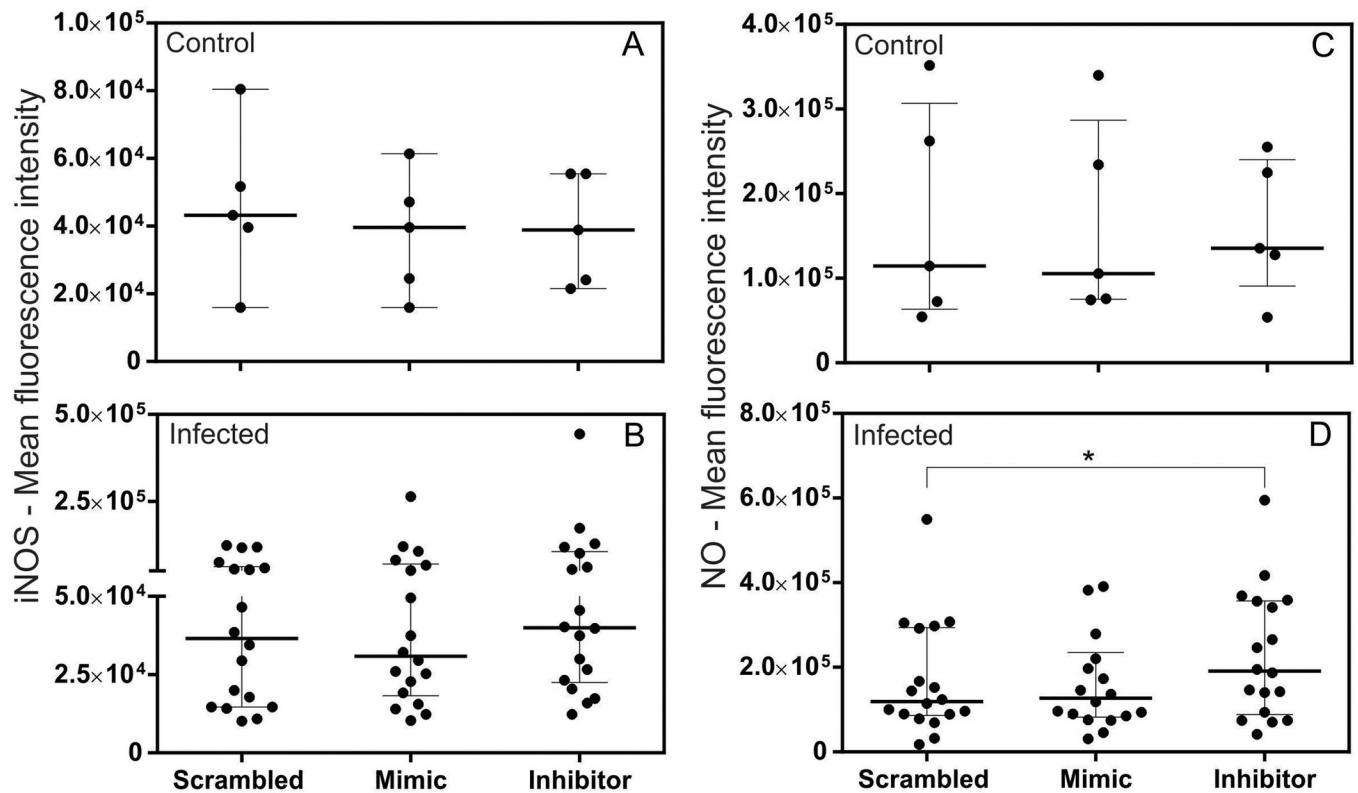 iNOS - Mean fluorescence intensity
Control
A
1.0×10⁵
8.0×10⁴
6.0×10⁴
4.0×10⁴
2.0×10⁴
0
Infected
B
5.0×10⁵
2.5×10⁵
5.0×10⁴
2.5×10⁴
0
Scrambled
Mimic
Inhibitor
NO - Mean fluorescence intensity
Control
C
4.0×10⁵
3.0×10⁵
2.0×10⁵
1.0×10⁵
0
Infected
D
*
8.0×10⁵
6.0×10⁵
4.0×10⁵
2.0×10⁵
0
Scrambled
Mimic
Inhibitor